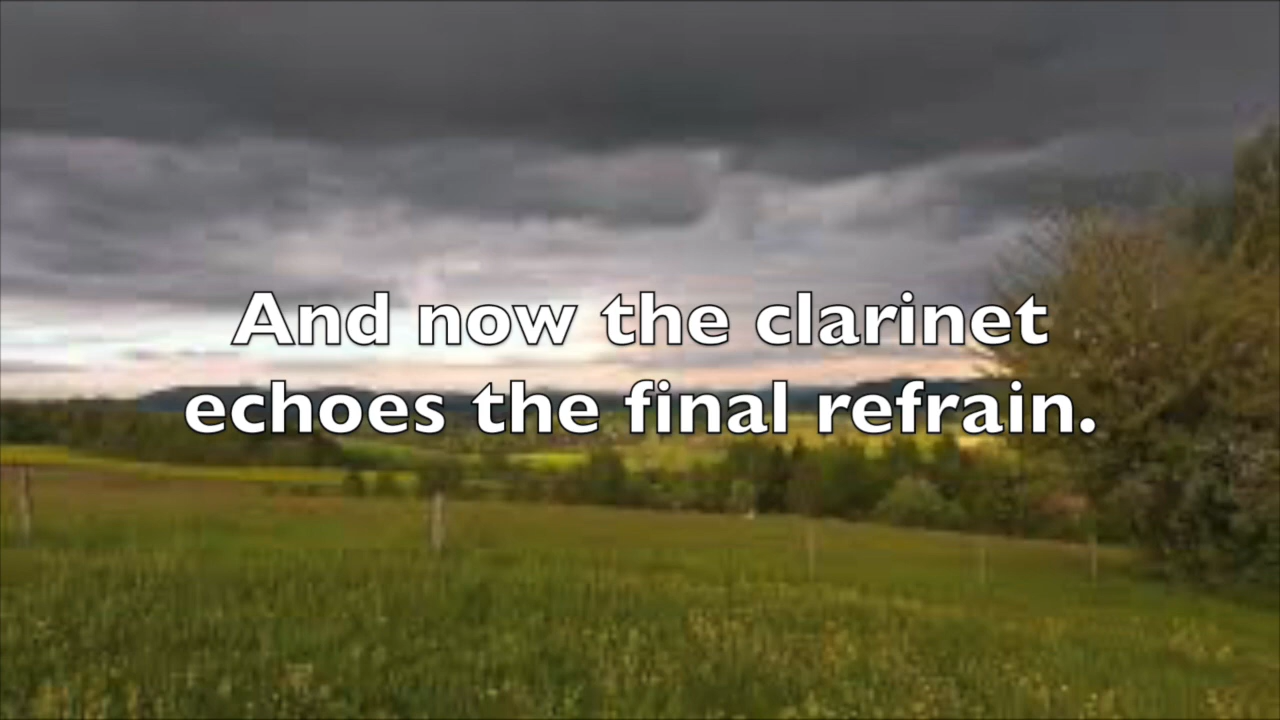 And now the clarinet
echoes the final refrain.